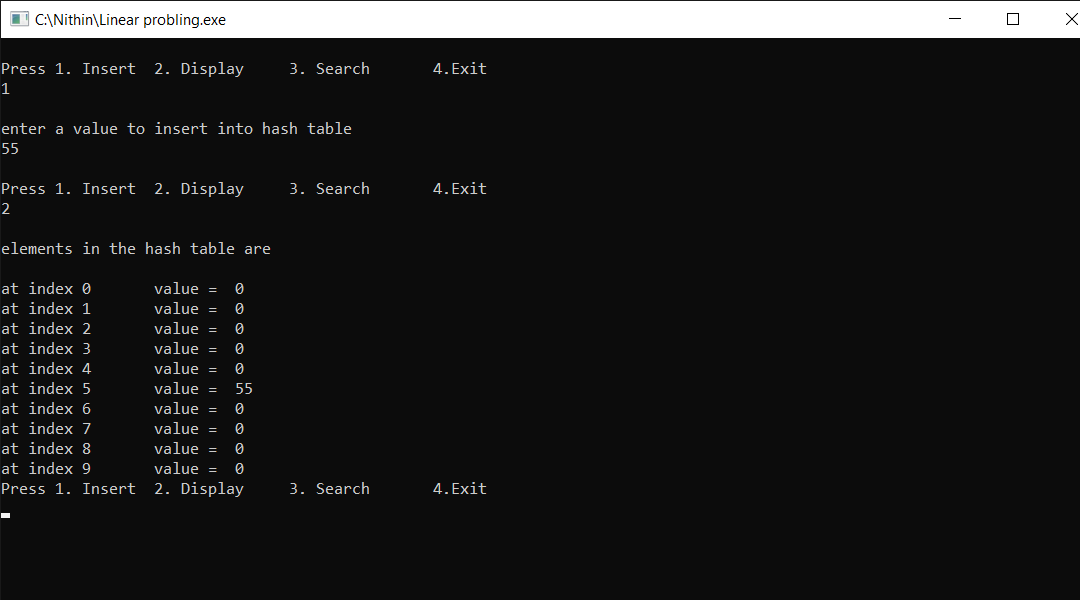 C:\Nithin\Linear probling.exe
Press 1. Insert  2. Display     3. Search       4.Exit
1
enter a value to insert into hash table
55
Press 1. Insert  2. Display     3. Search       4.Exit
2
elements in the hash table are
at index 0       value =  0
at index 1       value =  0
at index 2       value =  0
at index 3       value =  0
at index 4       value =  0
at index 5       value =  55
at index 6       value =  0
at index 7       value =  0
at index 8       value =  0
at index 9       value =  0
Press 1. Insert  2. Display     3. Search       4.Exit